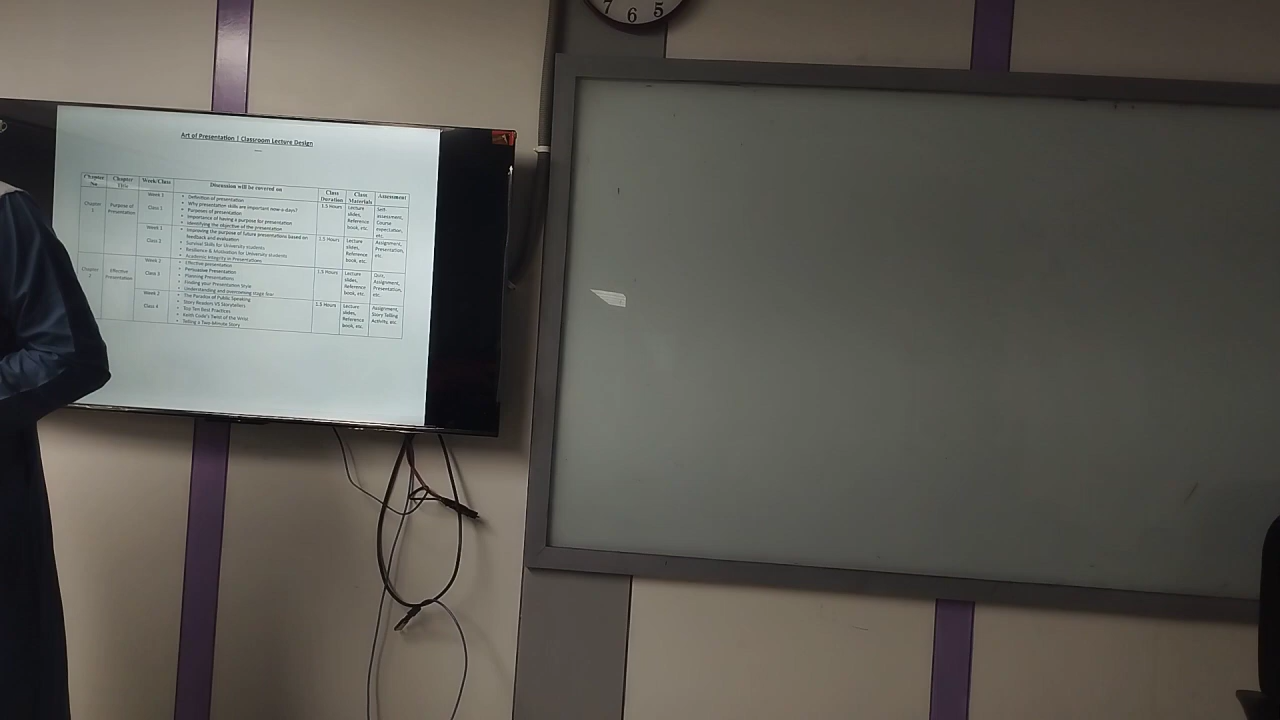 7 6 5
Art of Presentation | Classroom Lecture Design
Chapter No
Chapter Title
Week/Class
Discussion will be covered on
Class Duration
Class Materials
Assessment
Chapter 1
Purpose of Presentation
Week 1
Class 1
• Definition of presentation
• Why presentation skills are important now-a-days?
• Purposes of presentation
• Importance of having a purpose for presentation
• Identifying the objective of the presentation
1.5 Hours
Lecture slides, Reference book, etc.
Self-assessment, Course expectation, etc.
Week 1
Class 2
• Improving the purpose of future presentations based on feedback and evaluation
• Survival Skills for University students
• Resilience & Motivation for University students
• Academic Integrity in Presentations
1.5 Hours
Lecture slides, Reference book, etc.
Assignment, Presentation, etc.
Chapter 2
Effective Presentation
Week 2
Class 3
• Effective presentation
• Persuasive Presentation
• Planning Presentations
• Finding your Presentation Style
• Understanding and overcoming stage fear
1.5 Hours
Lecture slides, Reference book, etc.
Quiz, Assignment, Presentation, etc.
Week 2
Class 4
• The Paradox of Public Speaking
• Story Readers VS Storytellers
• Top Ten Best Practices
• Keith Code's Twist of the Wrist
• Telling a Two Minute Story
1.5 Hours
Lecture slides, Reference book, etc.
Assignment, Story Telling Activity, etc.